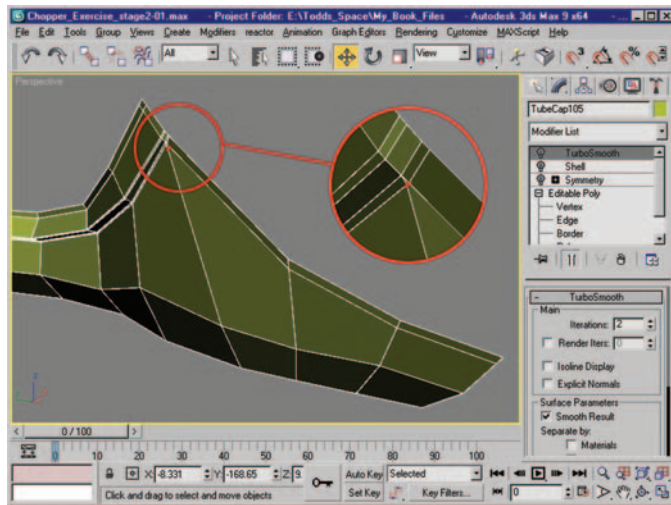 Chopper_Exercise_stage2-01.max - Project Folder: E:\Todds_Space\My_Book_Files - Autodesk 3ds Max 9 x64 - ...
File Edit Tools Group Views Create Modifiers reactor Animation Graph Editors Rendering Customize MAXScript Help
All
View
3
%
Perspective
TubeCap105
Modifier List
TurboSmooth
Shell
Symmetry
Editable Poly
Vertex
Edge
Border
- TurboSmooth
Main
Iterations: 2
Render Iters: 0
Isoline Display
Explicit Normals
Surface Parameters
Smooth Result
Separate by:
Materials
z
< 0 / 100 >
0 10 20 30 40 50 60 70 80 90 100
X: -8.331 Y: -168.65 Z: 9.
Auto Key Selected
Click and drag to select and move objects
Set Key Key Filters...
0